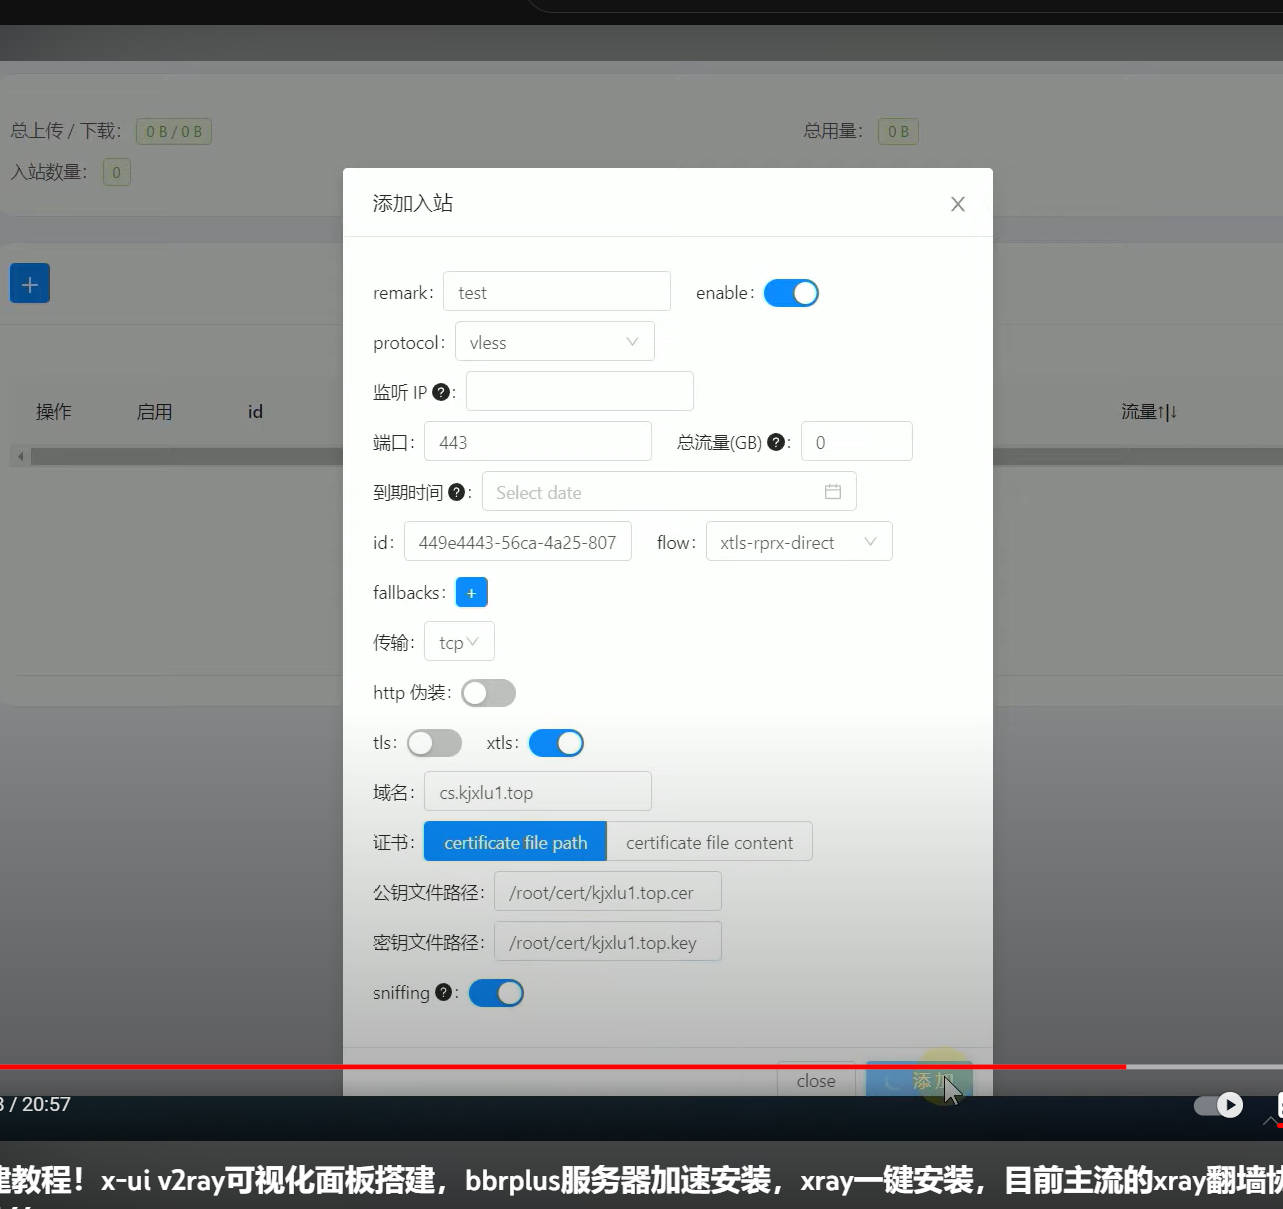 总上传 / 下载： 0 B / 0 B 总用量： 0 B
入站数量： 0
添加入站
remark: test enable:
protocol: vless
监听 IP ? :
端口: 443 总流量(GB) ? : 0
操作 启用 id 流量↑|↓
到期时间 ? : Select date
id: 449e4443-56ca-4a25-807 flow: xtls-rprx-direct
fallbacks: +
传输: tcp
http 伪装:
tls: xtls:
域名: cs.kjxlu1.top
证书: certificate file path certificate file content
公钥文件路径: /root/cert/kjxlu1.top.cer
密钥文件路径: /root/cert/kjxlu1.top.key
sniffing ? :
close 添加
/ 20:57
建教程！x-ui v2ray可视化面板搭建，bbrplus服务器加速安装，xray一键安装，目前主流的xray翻墙协